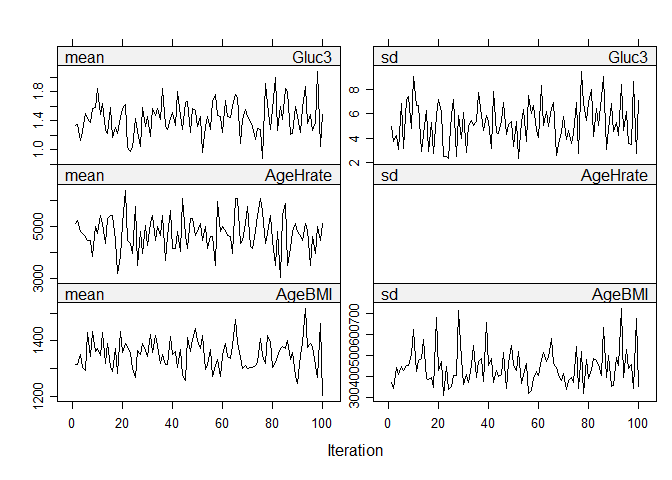 mean Gluc3 sd Gluc3
1.8
1.4
1.0
8
6
4
2
mean AgeHrate sd AgeHrate
5000
3000
mean AgeBMI sd AgeBMI
1400
1200
300400500600700
0 20 40 60 80 100 0 20 40 60 80 100
Iteration